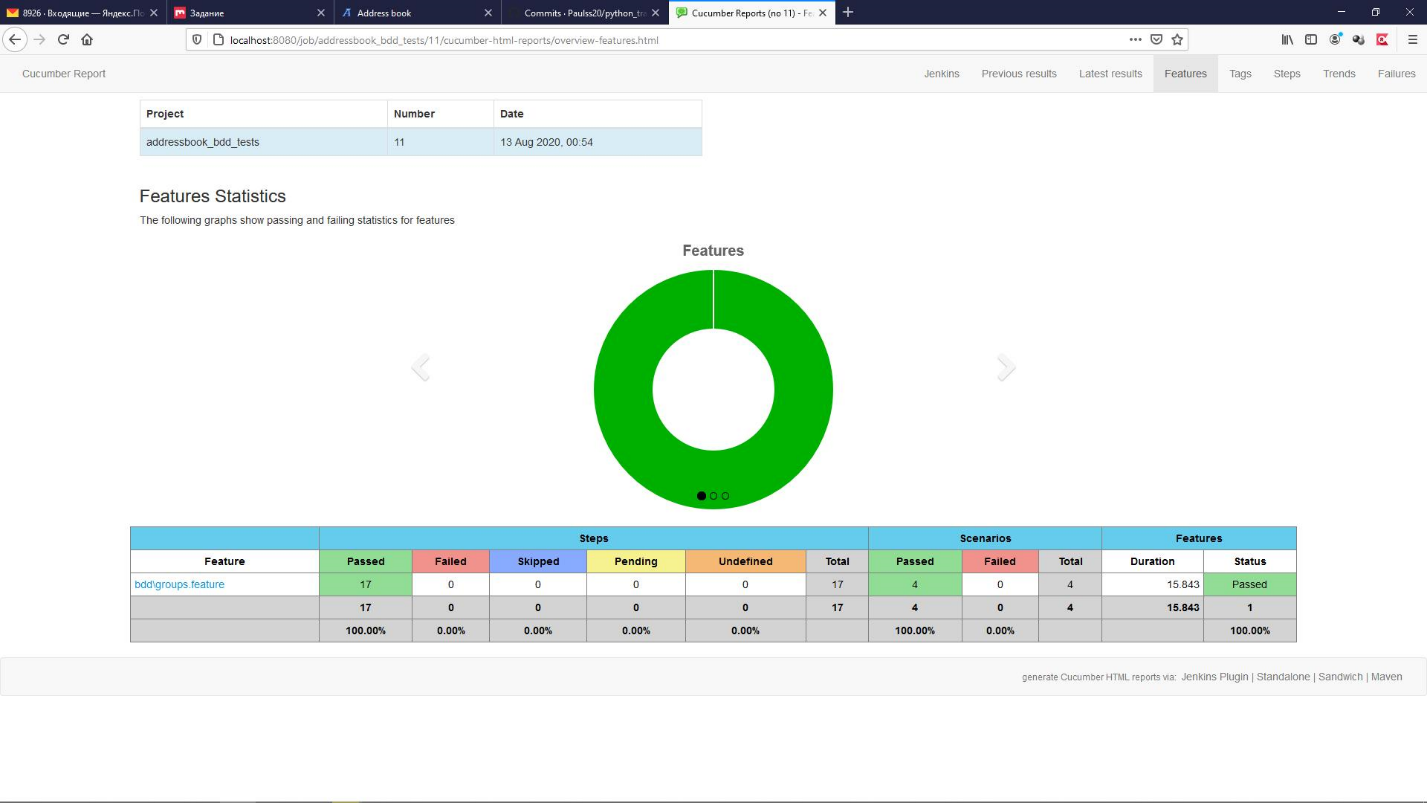 8926 · Входящие — Яндекс.По
Задание
Address book
Commits · Paulss20/python_tra
Cucumber Reports (no 11) - Fe
localhost:8080/job/addressbook_bdd_tests/11/cucumber-html-reports/overview-features.html
Cucumber Report Jenkins Previous results Latest results Features Tags Steps Trends Failures
Project Number Date
addressbook_bdd_tests 11 13 Aug 2020, 00:54
Features Statistics
The following graphs show passing and failing statistics for features
Features
Steps Scenarios Features
Feature Passed Failed Skipped Pending Undefined Total Passed Failed Total Duration Status
bdd\groups.feature 17 0 0 0 0 17 4 0 4 15.843 Passed
17 0 0 0 0 17 4 0 4 15.843 1
100.00% 0.00% 0.00% 0.00% 0.00% 100.00% 0.00% 100.00%
generate Cucumber HTML reports via: Jenkins Plugin | Standalone | Sandwich | Maven